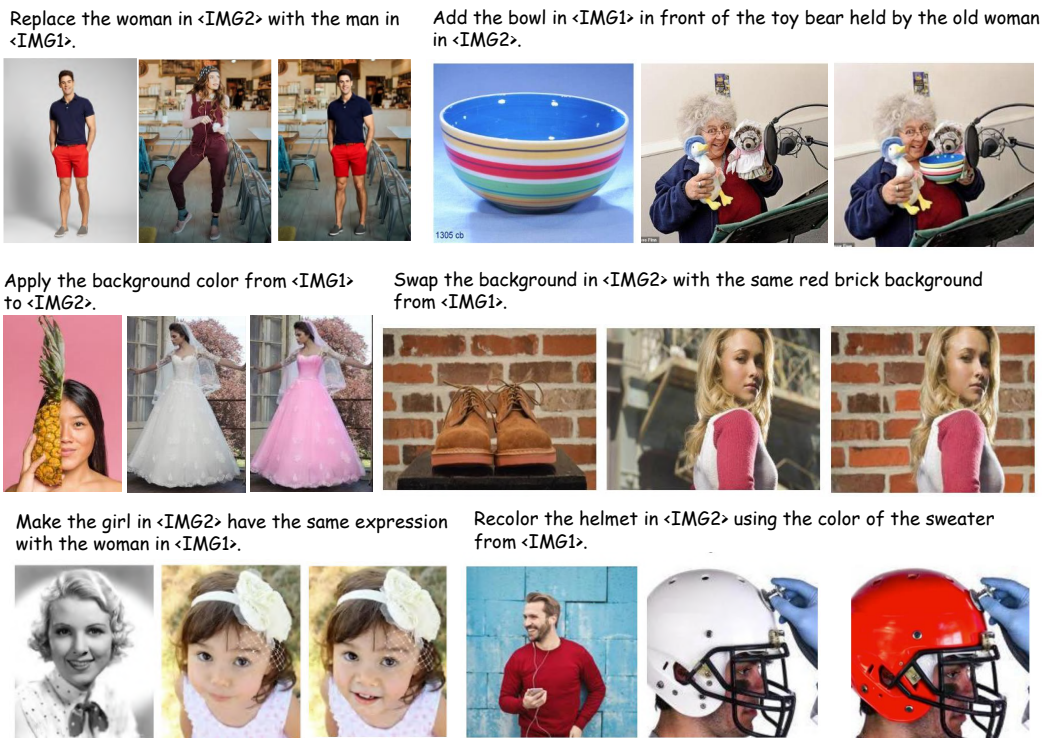 Replace the woman in <IMG2> with the man in
<IMG1>.
Add the bowl in <IMG1> in front of the toy bear held by the old woman
in <IMG2>.
1305 cb
Apply the background color from <IMG1>
to <IMG2>.
Swap the background in <IMG2> with the same red brick background
from <IMG1>.
Make the girl in <IMG2> have the same expression
with the woman in <IMG1>.
Recolor the helmet in <IMG2> using the color of the sweater
from <IMG1>.